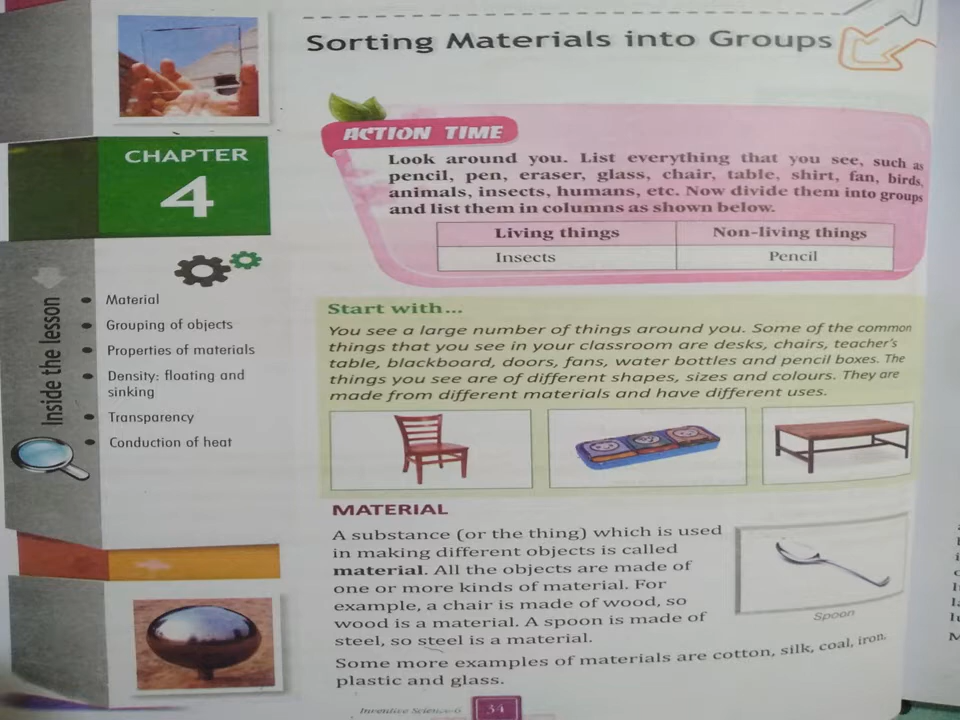 Sorting Materials into Groups
CHAPTER
4
Inside the lesson
Material
Grouping of objects
Properties of materials
Density: floating and
sinking
Transparency
Conduction of heat
ACTION TIME
Look around you. List everything that you see, such as
pencil, pen, eraser, glass, chair, table, shirt, fan, birds,
animals, insects, humans, etc. Now divide them into groups
and list them in columns as shown below.
Living things Non-living things
Insects Pencil
Start with...
You see a large number of things around you. Some of the common
things that you see in your classroom are desks, chairs, teacher's
table, blackboard, doors, fans, water bottles and pencil boxes. The
things you see are of different shapes, sizes and colours. They are
made from different materials and have different uses.
MATERIAL
A substance (or the thing) which is used
in making different objects is called
material. All the objects are made of
one or more kinds of material. For
example, a chair is made of wood, so
wood is a material. A spoon is made of
steel, so steel is a material.
Spoon
Some more examples of materials are cotton, silk, coal, iron,
plastic and glass.
Inventive Science-6 34